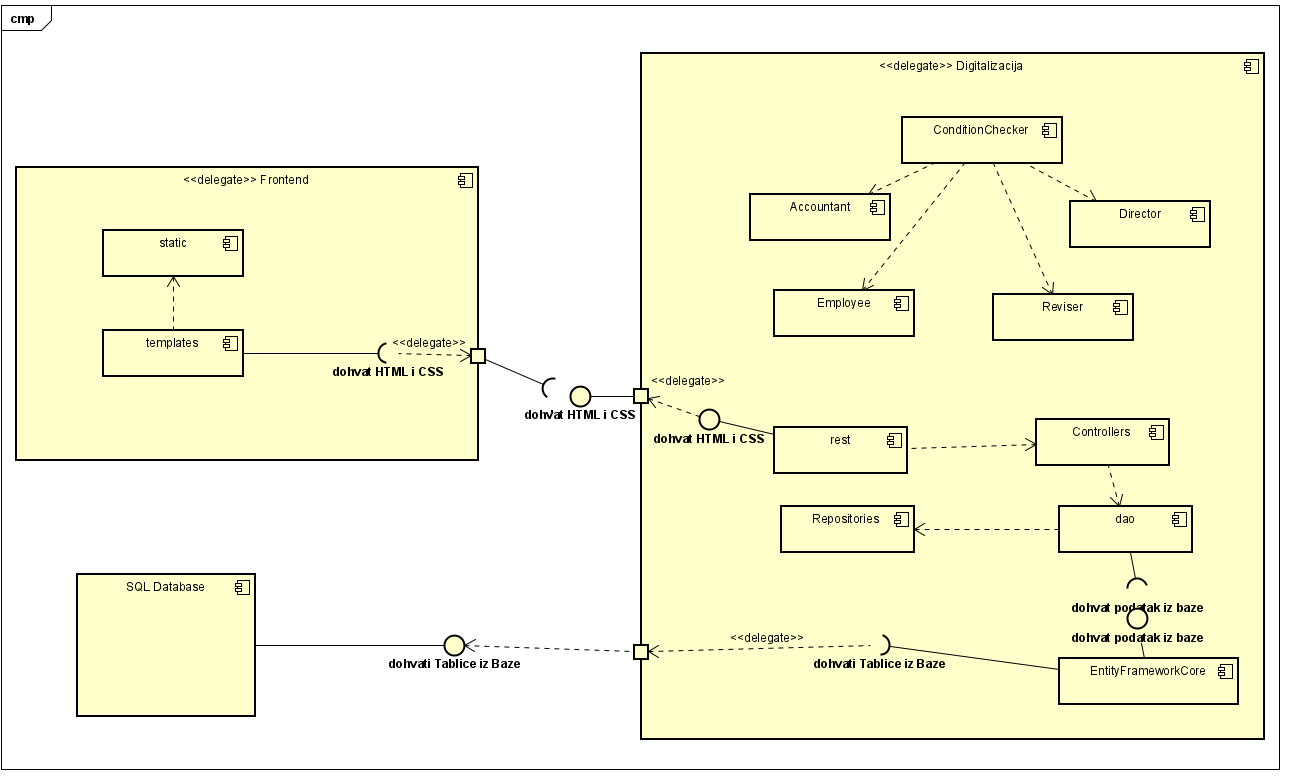 cmp
<<delegate>> Digitalizacija
ConditionChecker
Accountant
Director
Employee
Reviser
<<delegate>> Frontend
static
templates
<<delegate>>
dohvat HTML i CSS
dohvat HTML i CSS
<<delegate>>
dohvat HTML i CSS
rest
Controllers
Repositories
dao
dohvat podatak iz baze
dohvat podatak iz baze
SQL Database
dohvati Tablice iz Baze
<<delegate>>
dohvati Tablice iz Baze
EntityFrameworkCore